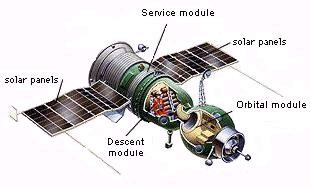 Service module
solar panels
solar panels
Orbital module
Descent
module